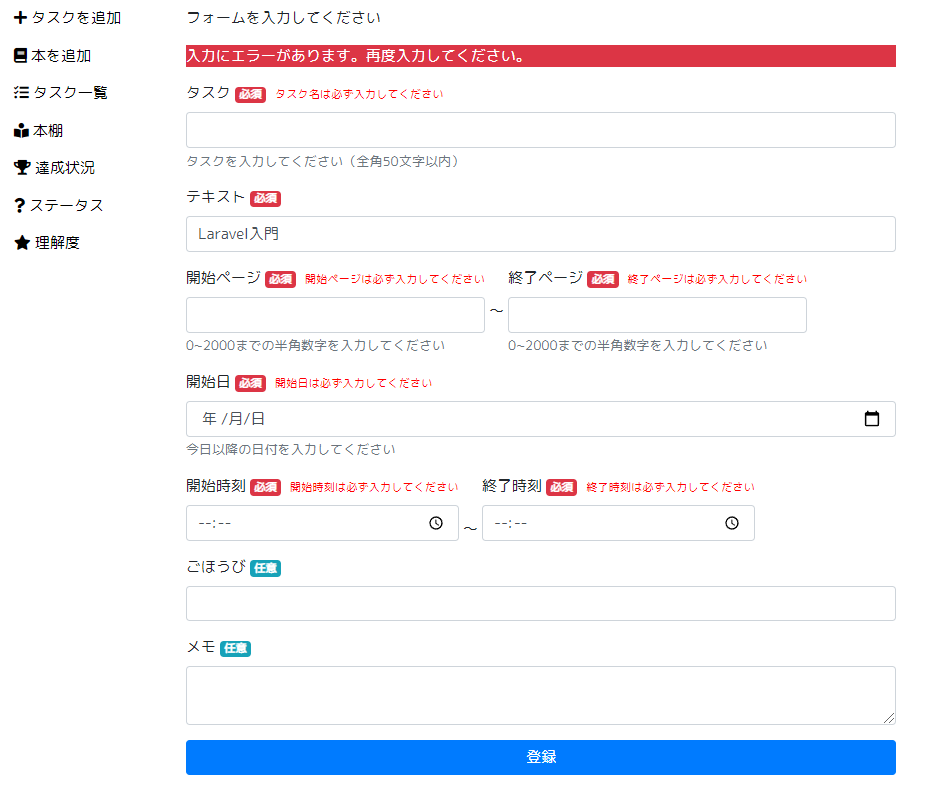 タスクを追加
本を追加
タスク一覧
本棚
達成状況
ステータス
理解度
フォームを入力してください
入力にエラーがあります。再度入力してください。
タスク 必須 タスク名は必ず入力してください
タスクを入力してください（全角50文字以内）
テキスト 必須
Laravel入門
開始ページ 必須 開始ページは必ず入力してください 終了ページ 必須 終了ページは必ず入力してください
～
0~2000までの半角数字を入力してください 0~2000までの半角数字を入力してください
開始日 必須 開始日は必ず入力してください
年 /月/日
今日以降の日付を入力してください
開始時刻 必須 開始時刻は必ず入力してください 終了時刻 必須 終了時刻は必ず入力してください
--:-- ～ --:--
ごほうび 任意
メモ 任意
登録